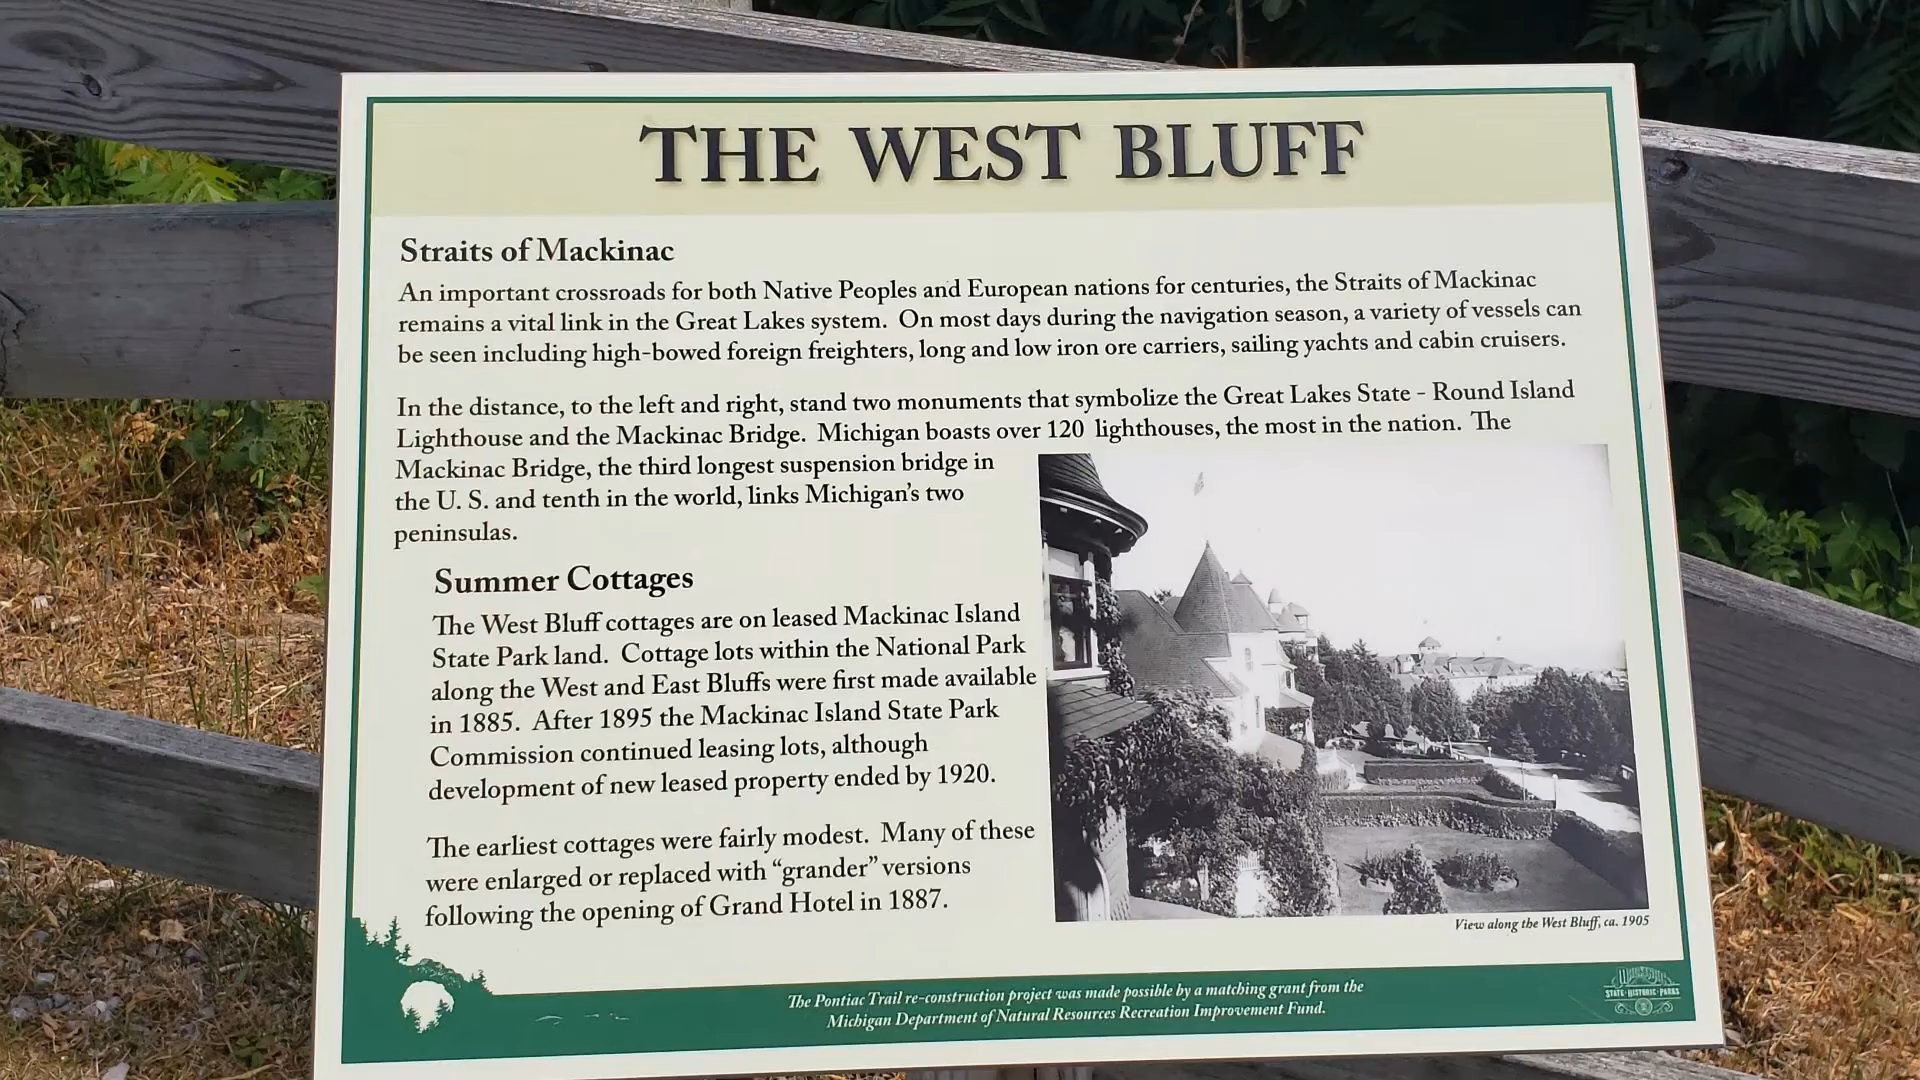 THE WEST BLUFF
Straits of Mackinac
An important crossroads for both Native Peoples and European nations for centuries, the Straits of Mackinac
remains a vital link in the Great Lakes system. On most days during the navigation season, a variety of vessels can
be seen including high-bowed foreign freighters, long and low iron ore carriers, sailing yachts and cabin cruisers.
In the distance, to the left and right, stand two monuments that symbolize the Great Lakes State - Round Island
Lighthouse and the Mackinac Bridge. Michigan boasts over 120 lighthouses, the most in the nation. The
Mackinac Bridge, the third longest suspension bridge in
the U. S. and tenth in the world, links Michigan's two
peninsulas.
Summer Cottages
The West Bluff cottages are on leased Mackinac Island
State Park land. Cottage lots within the National Park
along the West and East Bluffs were first made available
in 1885. After 1895 the Mackinac Island State Park
Commission continued leasing lots, although
development of new leased property ended by 1920.
The earliest cottages were fairly modest. Many of these
were enlarged or replaced with "grander" versions
following the opening of Grand Hotel in 1887.
View along the West Bluff, ca. 1905
The Pontiac Trail re-construction project was made possible by a matching grant from the
Michigan Department of Natural Resources Recreation Improvement Fund.
MACKINAC
STATE HISTORIC PARKS